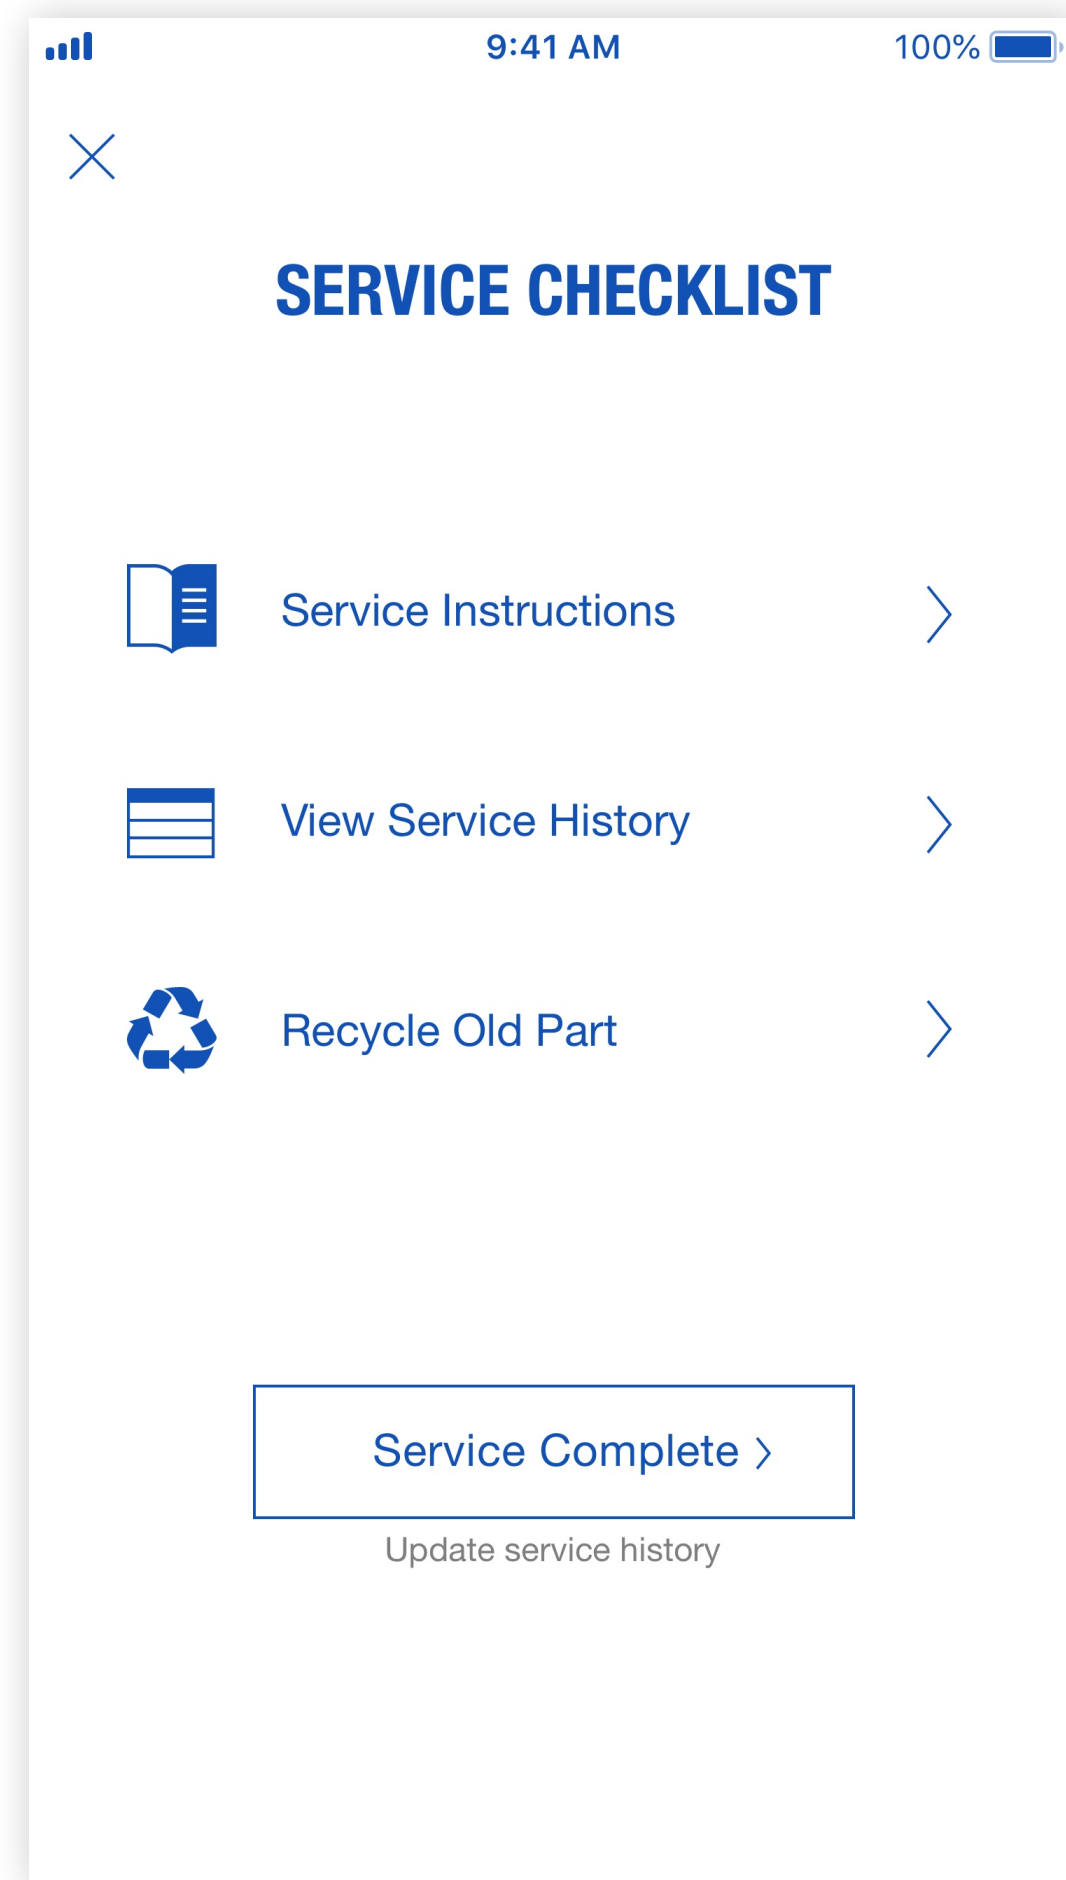 9:41 AM 100%
SERVICE CHECKLIST
Service Instructions
View Service History
Recycle Old Part
Service Complete
Update service history